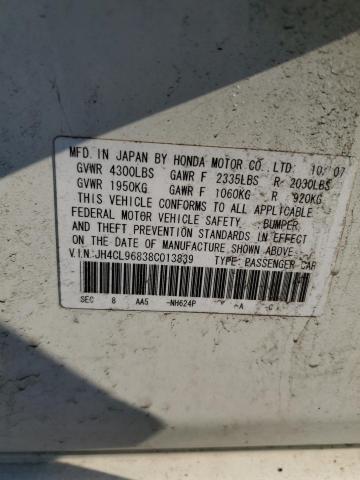 MFD. IN JAPAN BY HONDA MOTOR CO., LTD. 10/07
GVWR 4300LBS GAWR F 2335LBS R 2030LBS
GVWR 1950KG GAWR F 1060KG R 920KG
THIS VEHICLE CONFORMS TO ALL APPLICABLE
FEDERAL MOTOR VEHICLE SAFETY, BUMPER,
AND THEFT PREVENTION STANDARDS IN EFFECT
ON THE DATE OF MANUFACTURE SHOWN ABOVE.
V.I.N: JH4CL96838C013839 TYPE: PASSENGER CAR
SEC 8 AA5 -NH624P - A